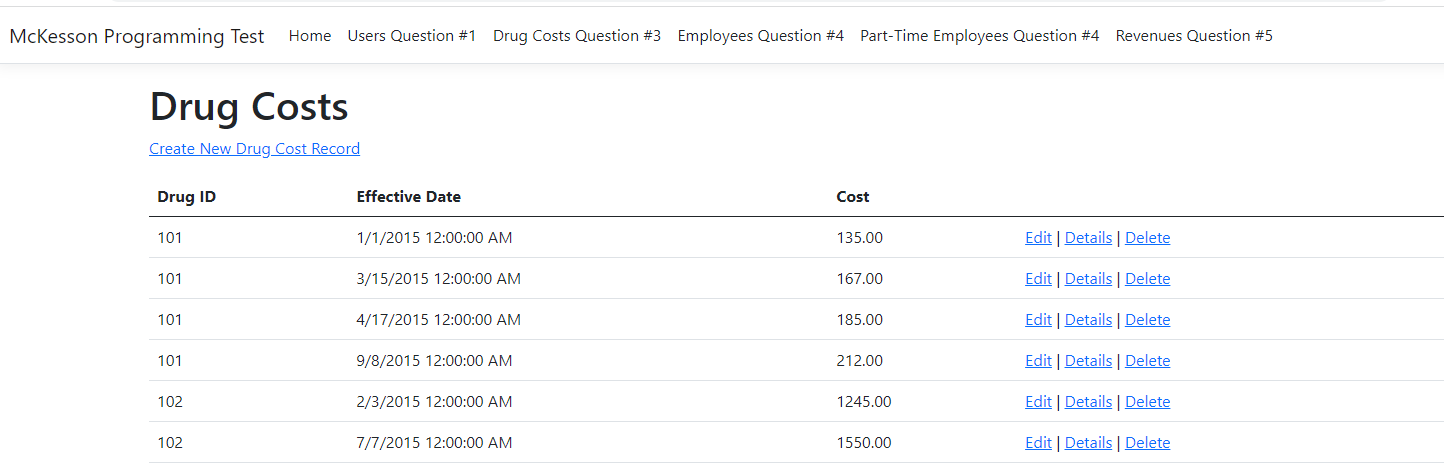 McKesson Programming Test Home Users Question #1 Drug Costs Question #3 Employees Question #4 Part-Time Employees Question #4 Revenues Question #5
Drug Costs
Create New Drug Cost Record
Drug ID Effective Date Cost
101 1/1/2015 12:00:00 AM 135.00 Edit | Details | Delete
101 3/15/2015 12:00:00 AM 167.00 Edit | Details | Delete
101 4/17/2015 12:00:00 AM 185.00 Edit | Details | Delete
101 9/8/2015 12:00:00 AM 212.00 Edit | Details | Delete
102 2/3/2015 12:00:00 AM 1245.00 Edit | Details | Delete
102 7/7/2015 12:00:00 AM 1550.00 Edit | Details | Delete